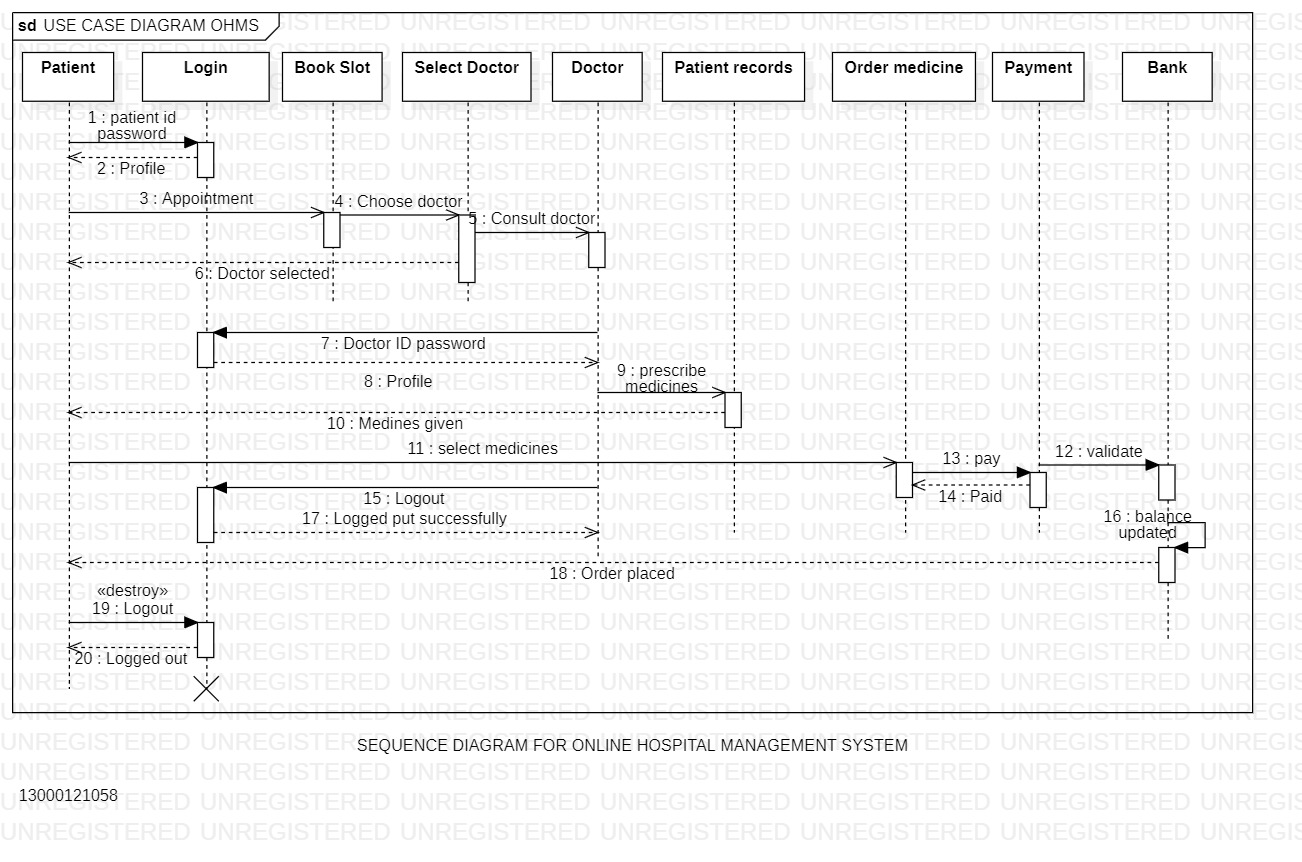 sd USE CASE DIAGRAM OHMS
Patient
Login
Book Slot
Select Doctor
Doctor
Patient records
Order medicine
Payment
Bank
1 : patient id
password
2 : Profile
3 : Appointment
4 : Choose doctor
5 : Consult doctor
6 : Doctor selected
7 : Doctor ID password
8 : Profile
9 : prescribe
medicines
10 : Medines given
11 : select medicines
12 : validate
13 : pay
14 : Paid
15 : Logout
16 : balance
updated
17 : Logged put successfully
18 : Order placed
«destroy»
19 : Logout
20 : Logged out
SEQUENCE DIAGRAM FOR ONLINE HOSPITAL MANAGEMENT SYSTEM
13000121058
UNREGISTERED